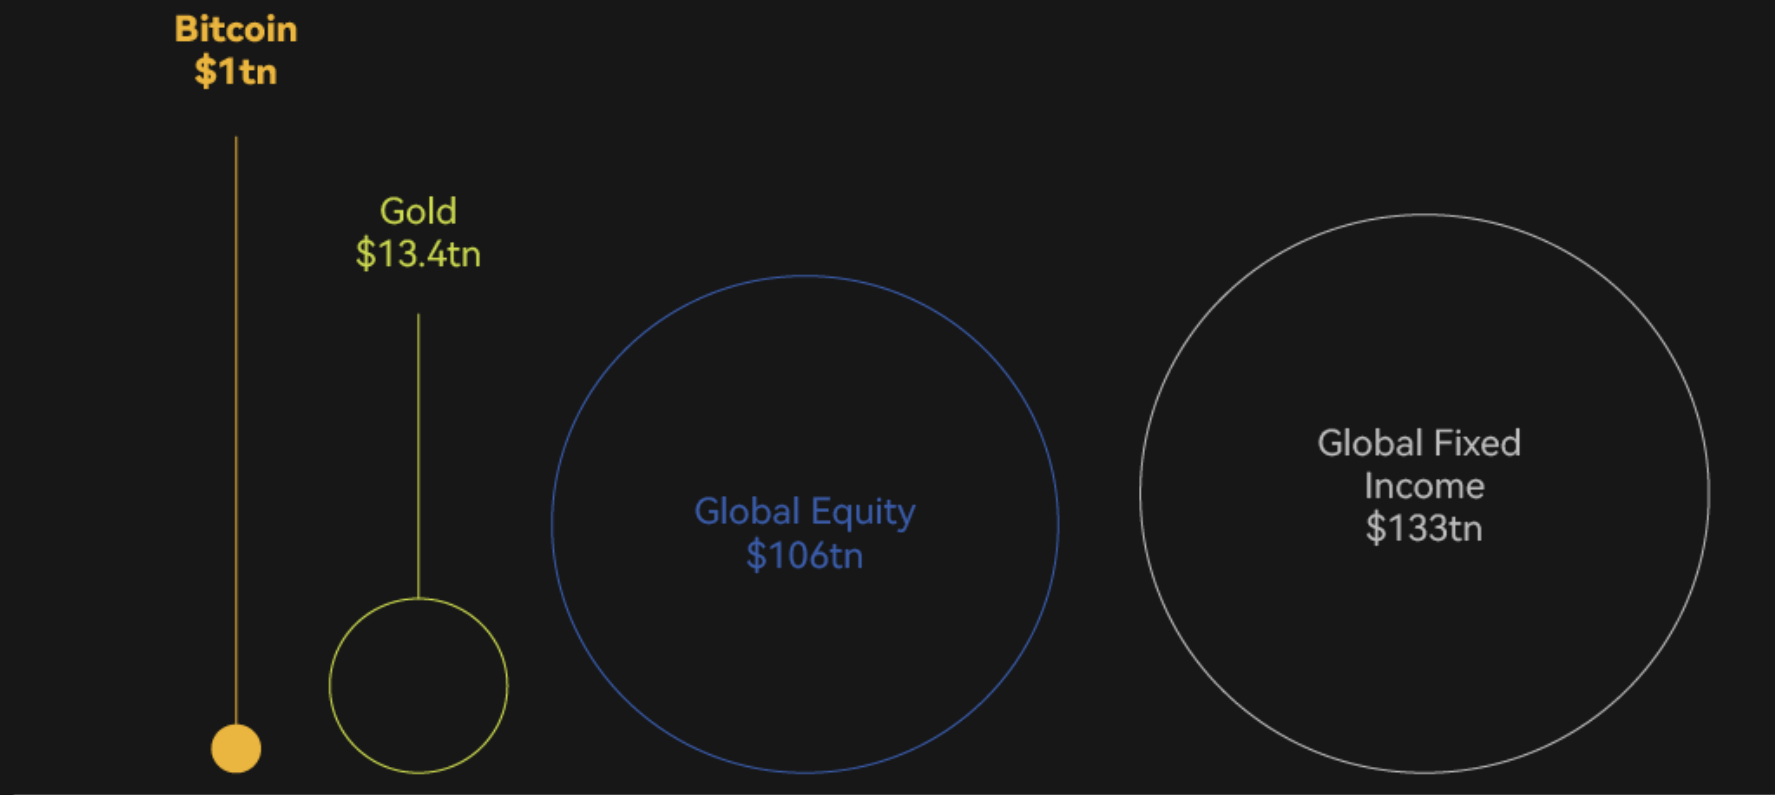 Bitcoin
$1tn
Gold
$13.4tn
Global Equity
$106tn
Global Fixed
Income
$133tn